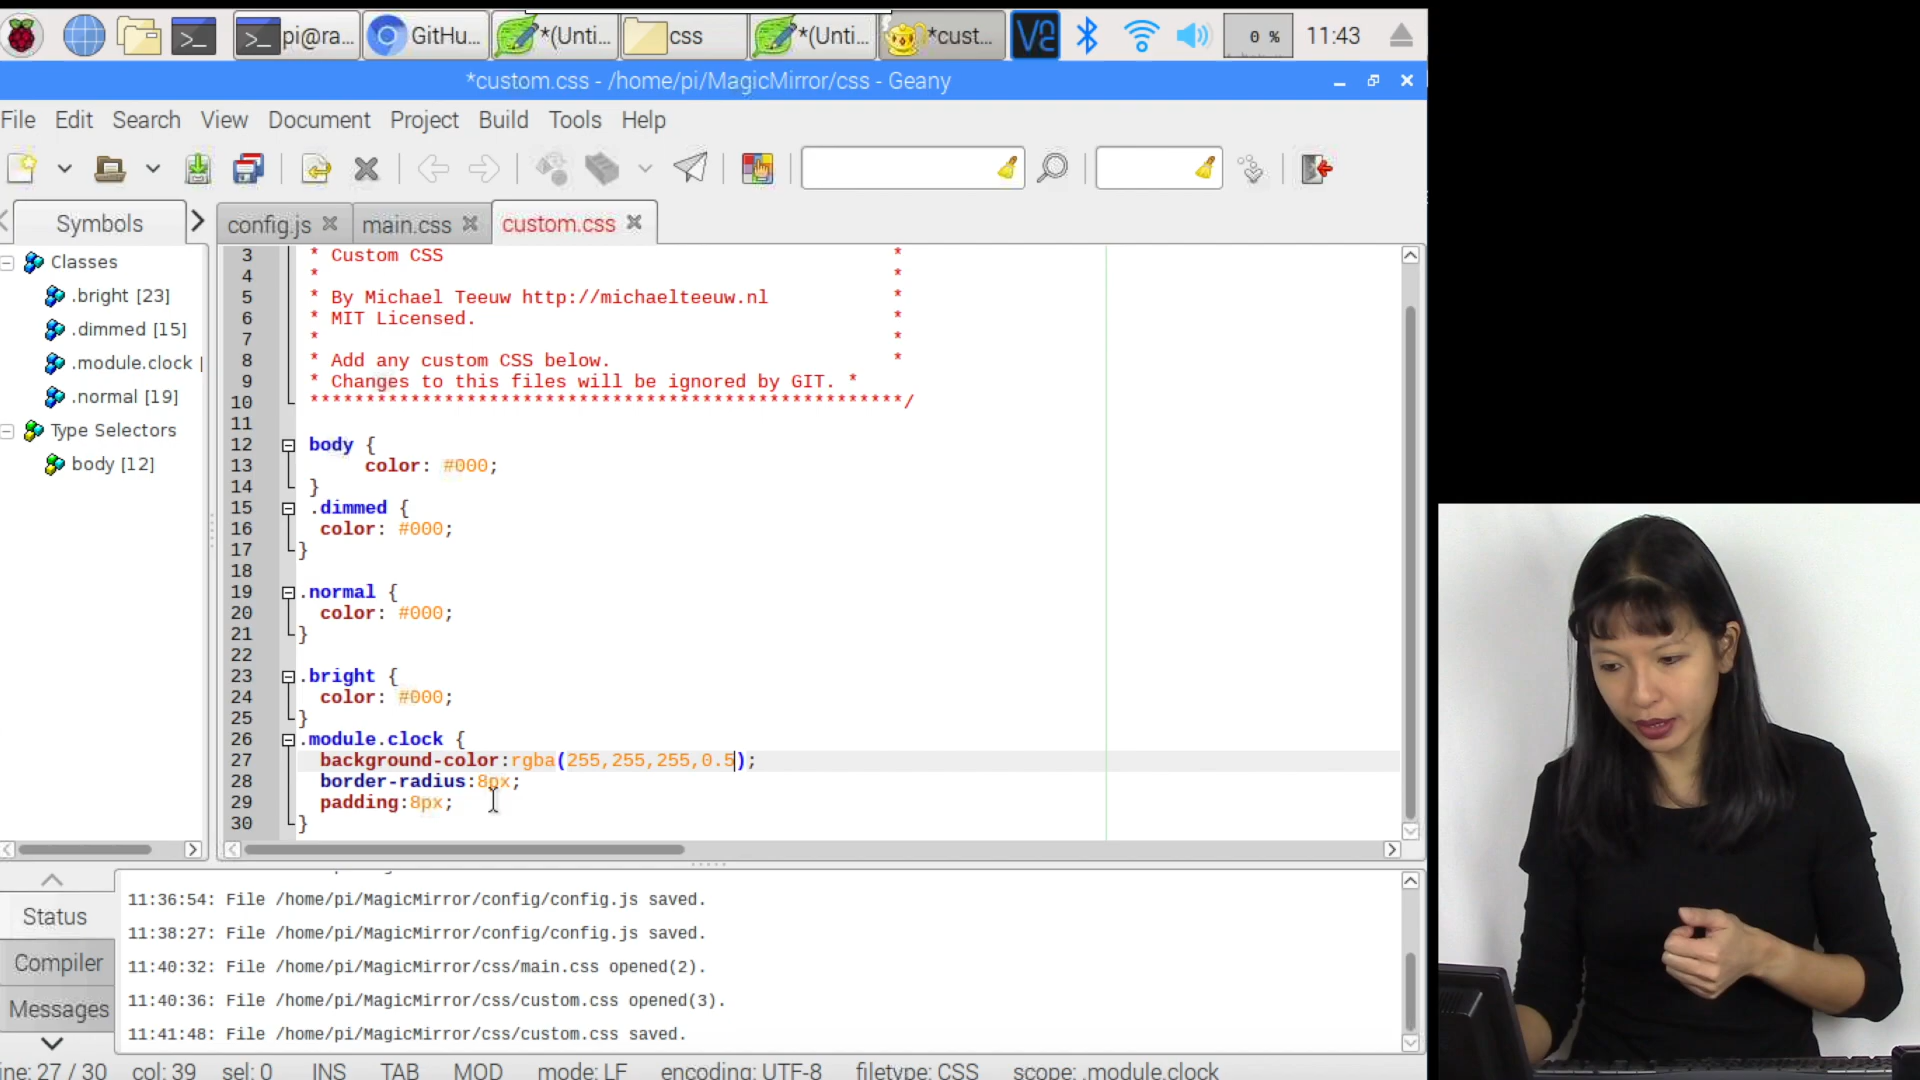 pi@ra...
GitHu...
*(Unti...
css
*(Unti...
*cust...
0 %
11:43
*custom.css - /home/pi/MagicMirror/css - Geany
File Edit Search View Document Project Build Tools Help
Symbols
config.js
main.css
custom.css
Classes
.bright [23]
.dimmed [15]
.module.clock [
.normal [19]
Type Selectors
body [12]
3 * Custom CSS *
4 * *
5 * By Michael Teeuw http://michaelteeuw.nl *
6 * MIT Licensed. *
7 * *
8 * Add any custom CSS below. *
9 * Changes to this files will be ignored by GIT. *
10 *****************************************************/
11
12 body {
13 color: #000;
14 }
15 .dimmed {
16 color: #000;
17 }
18
19 .normal {
20 color: #000;
21 }
22
23 .bright {
24 color: #000;
25 }
26 .module.clock {
27 background-color:rgba(255,255,255,0.5);
28 border-radius:8px;
29 padding:8px;
30 }
Status
Compiler
Messages
11:36:54: File /home/pi/MagicMirror/config/config.js saved.
11:38:27: File /home/pi/MagicMirror/config/config.js saved.
11:40:32: File /home/pi/MagicMirror/css/main.css opened(2).
11:40:36: File /home/pi/MagicMirror/css/custom.css opened(3).
11:41:48: File /home/pi/MagicMirror/css/custom.css saved.
ine: 27 / 30 col: 39 sel: 0 INS TAB MOD mode: LF encoding: UTF-8 filetype: CSS scope: .module.clock